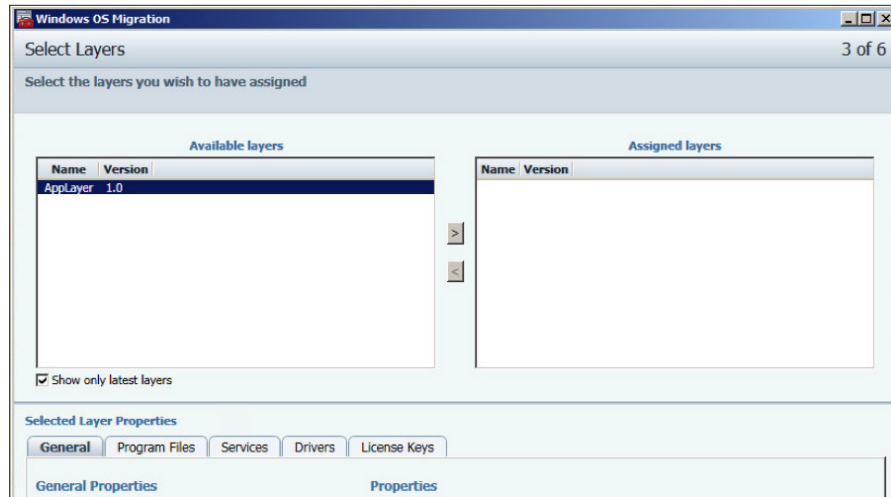 Windows OS Migration
Select Layers 3 of 6
Select the layers you wish to have assigned
Available layers
Name Version
AppLayer 1.0
Assigned layers
Name Version
>
<
Show only latest layers
Selected Layer Properties
General Program Files Services Drivers License Keys
General Properties Properties